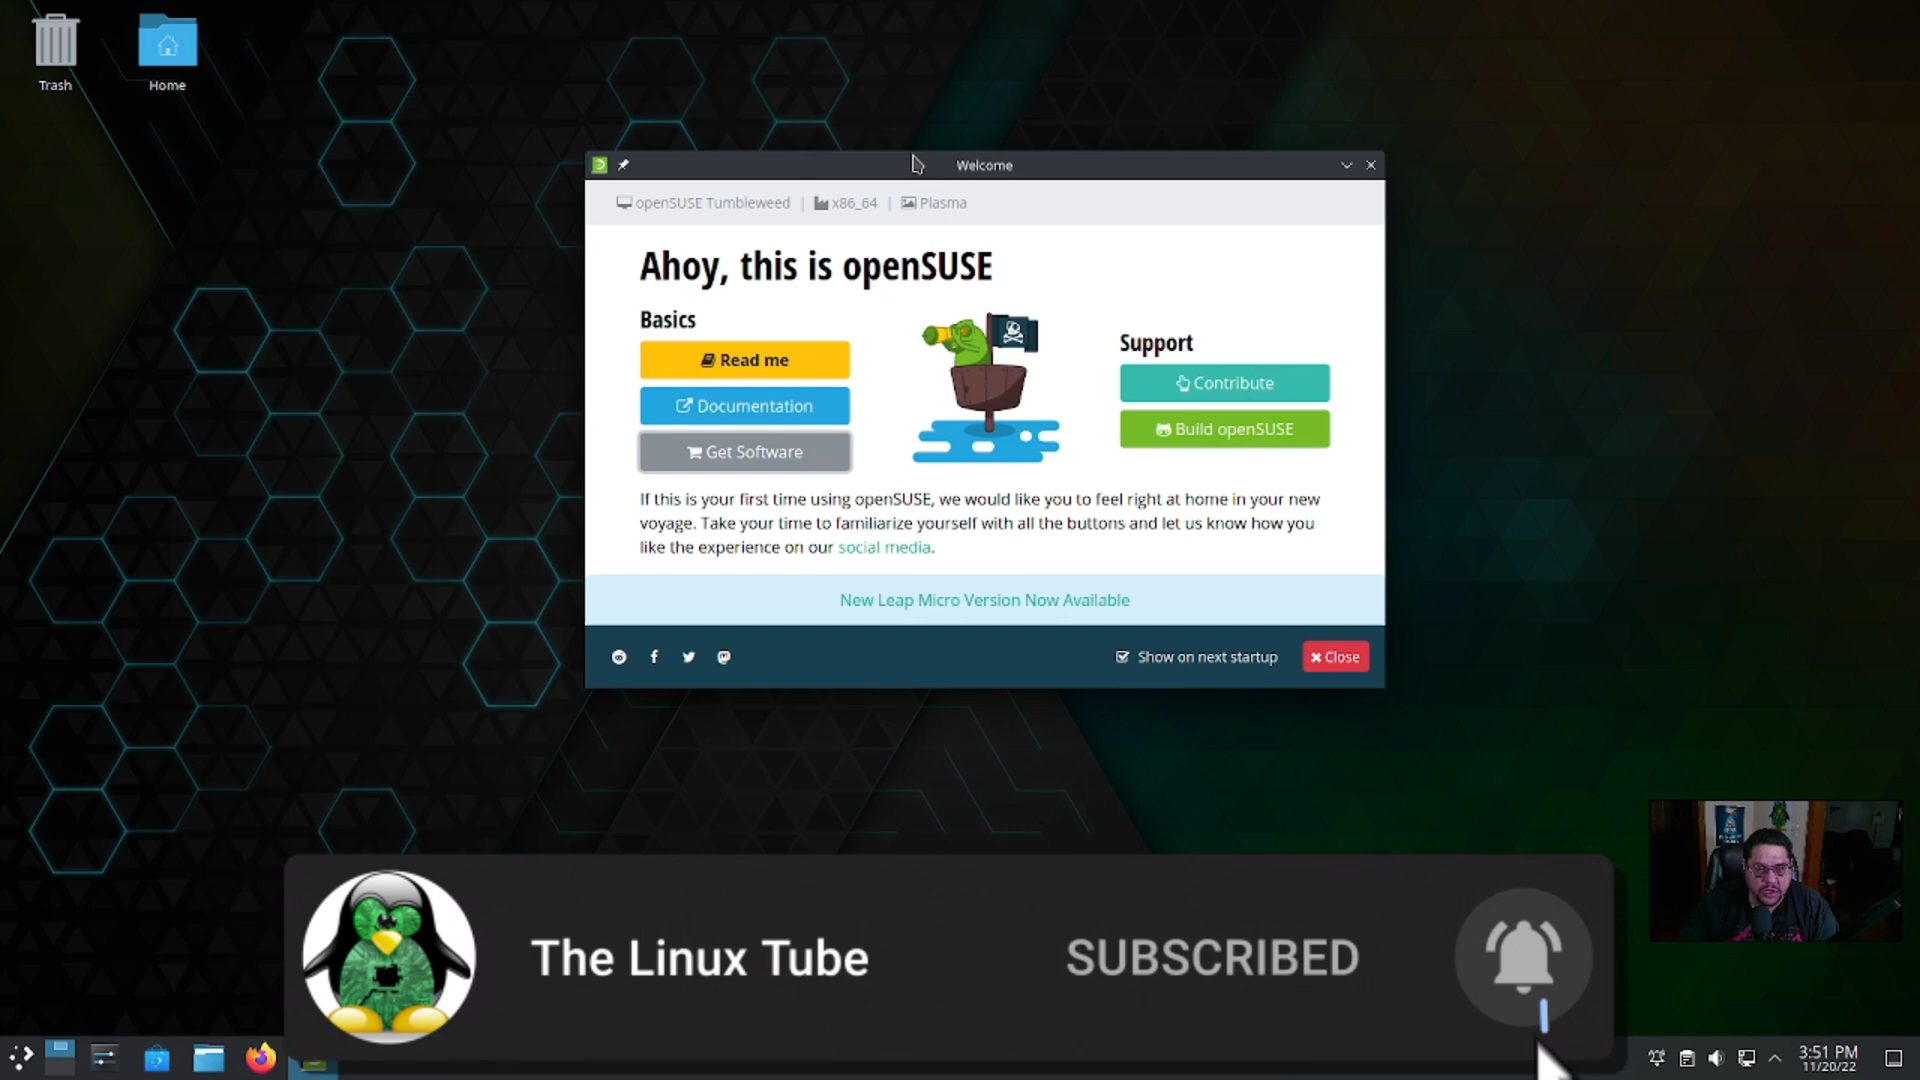 Trash
Home
Welcome
openSUSE Tumbleweed | x86_64 | Plasma
Ahoy, this is openSUSE
Basics
Read me
Documentation
Get Software
Support
Contribute
Build openSUSE
If this is your first time using openSUSE, we would like you to feel right at home in your new
voyage. Take your time to familiarize yourself with all the buttons and let us know how you
like the experience on our social media.
New Leap Micro Version Now Available
Show on next startup
Close
The Linux Tube
SUBSCRIBED
3:51 PM
11/20/22